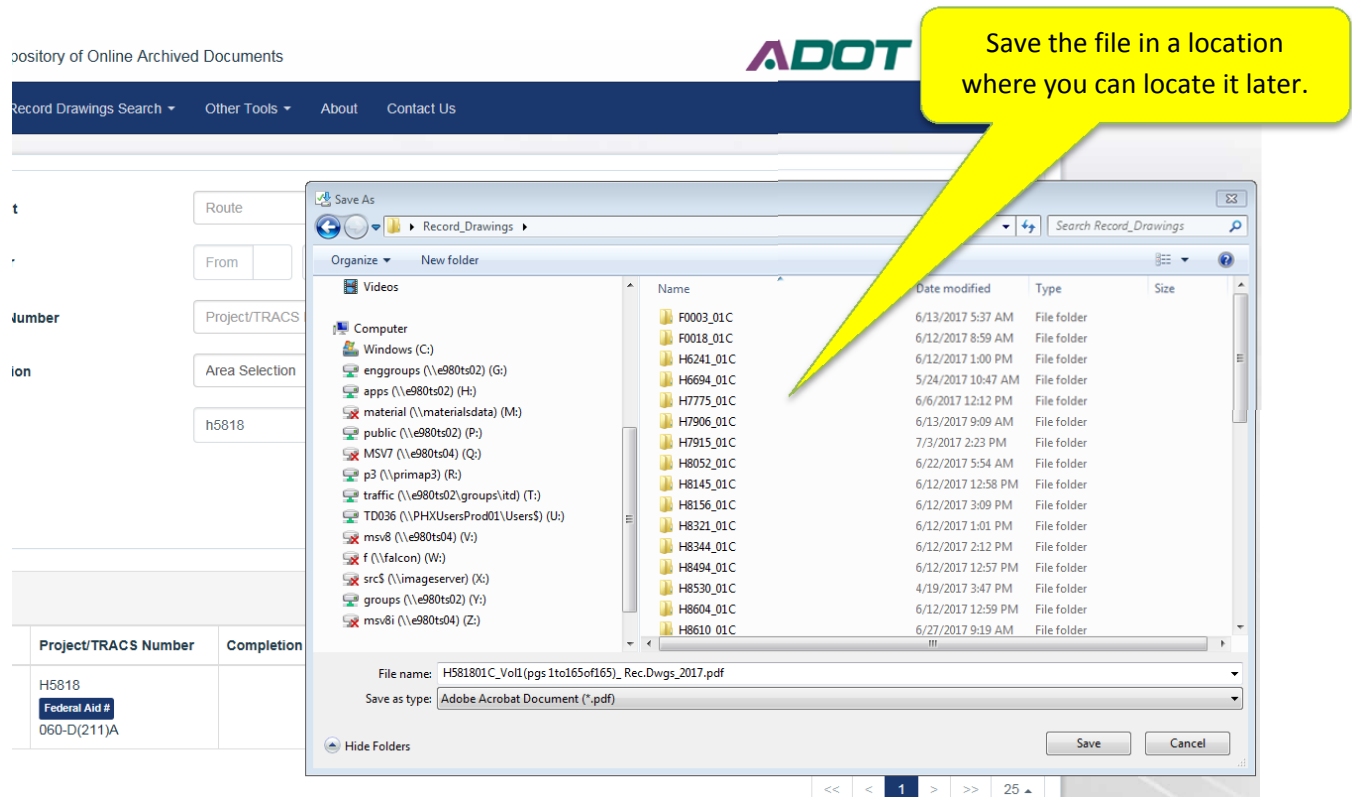 Save the file in a location
where you can locate it later.
pository of Online Archived Documents
ADOT
Record Drawings Search
Other Tools
About
Contact Us
t
Route
From
Number
Project/TRACS
ion
Area Selection
h5818
Save As
Record_Drawings
Search Record_Drawings
Organize
New folder
Videos
Computer
Windows (C:)
enggroups (\\e980ts02) (G:)
apps (\\e980ts02) (H:)
material (\\materialsdata) (M:)
public (\\e980ts02) (P:)
MSV7 (\\e980ts04) (Q:)
p3 (\\primap3) (R:)
traffic (\\e980ts02\groups\itd) (T:)
TD036 (\\PHXUsersProd01\Users$) (U:)
msv8 (\\e980ts04) (V:)
f (\\falcon) (W:)
src$ (\\imageserver) (X:)
groups (\\e980ts02) (Y:)
msv8i (\\e980ts04) (Z:)
Name Date modified Type Size
F0003_01C 6/13/2017 5:37 AM File folder
F0018_01C 6/12/2017 8:59 AM File folder
H6241_01C 6/12/2017 1:00 PM File folder
H6694_01C 5/24/2017 10:47 AM File folder
H7775_01C 6/6/2017 12:12 PM File folder
H7906_01C 6/13/2017 9:09 AM File folder
H7915_01C 7/3/2017 2:23 PM File folder
H8052_01C 6/22/2017 5:54 AM File folder
H8145_01C 6/12/2017 12:58 PM File folder
H8156_01C 6/12/2017 3:09 PM File folder
H8321_01C 6/12/2017 1:01 PM File folder
H8344_01C 6/12/2017 2:12 PM File folder
H8494_01C 6/12/2017 12:57 PM File folder
H8530_01C 4/19/2017 3:47 PM File folder
H8604_01C 6/12/2017 12:59 PM File folder
H8610_01C 6/27/2017 9:19 AM File folder
File name: H581801C_Vol1(pgs 1to165of165)_ Rec.Dwgs_2017.pdf
Save as type: Adobe Acrobat Document (*.pdf)
Hide Folders
Save
Cancel
Project/TRACS Number
Completion
H5818
Federal Aid #
060-D(211)A
<< < 1 > >> 25